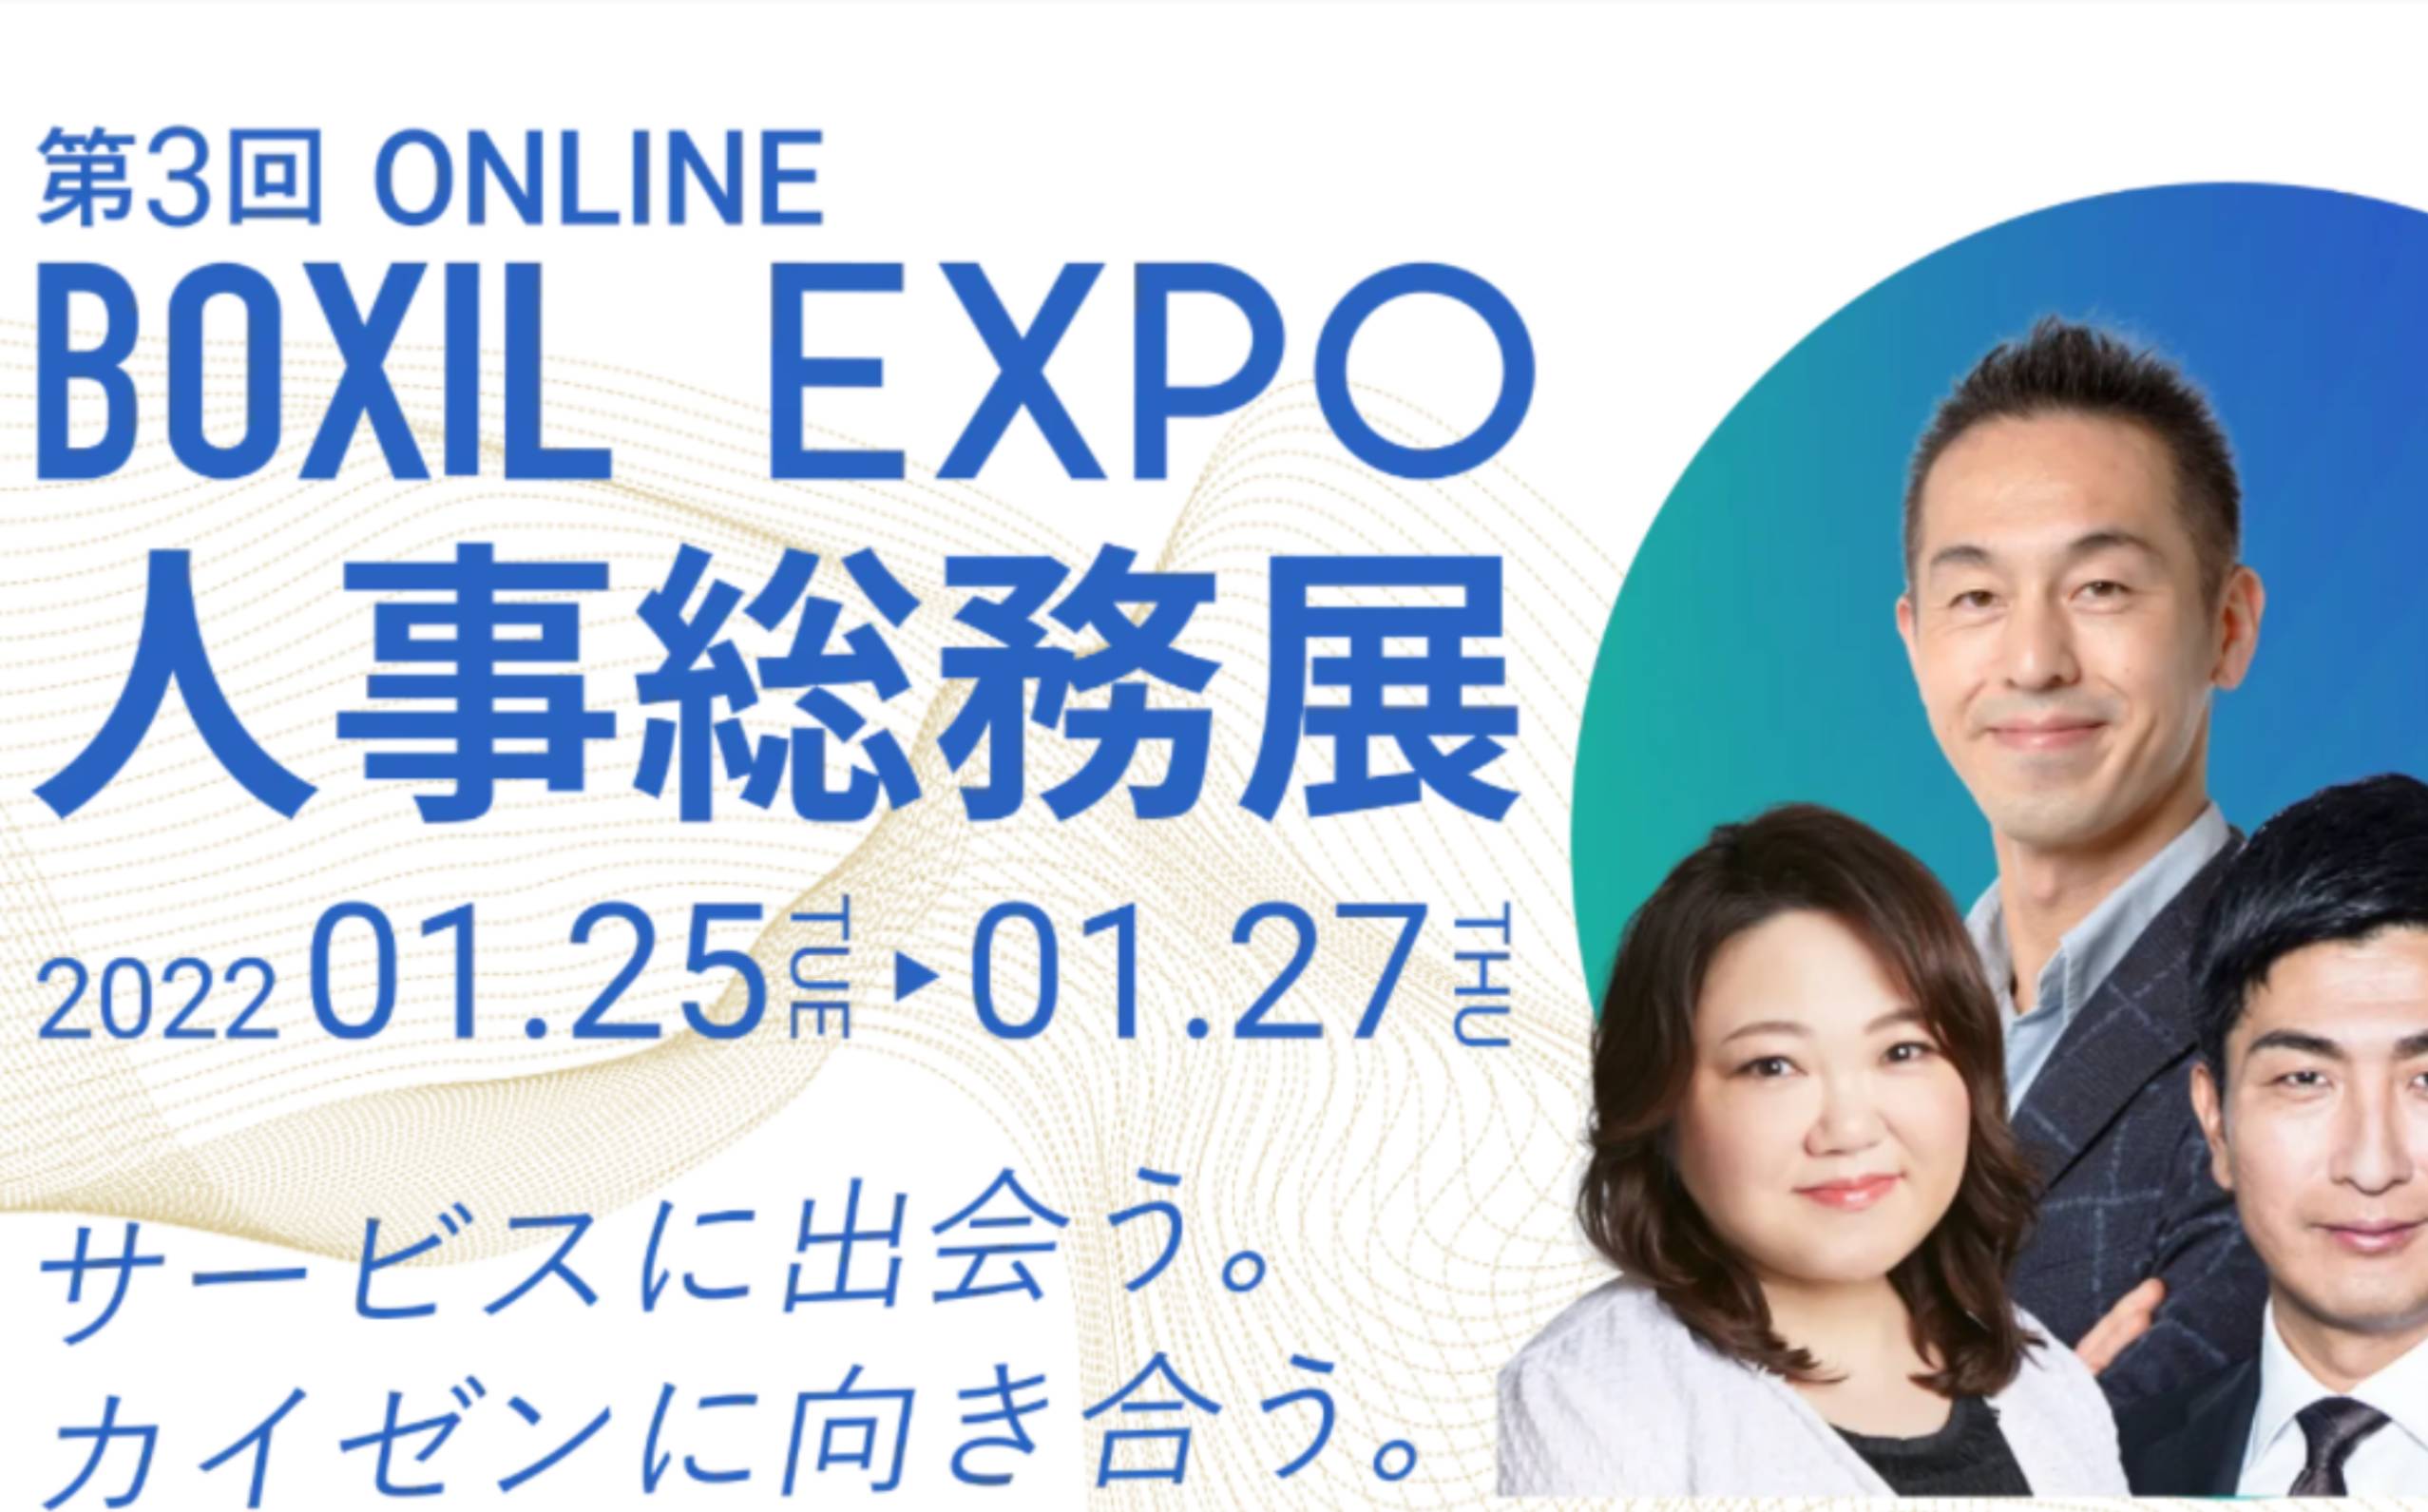 第3回 ONLINE
BOXIL EXPO
人事総務展
2022 01.25 TUE ▶ 01.27 THU
サービスに出会う。
カイゼンに向き合う。